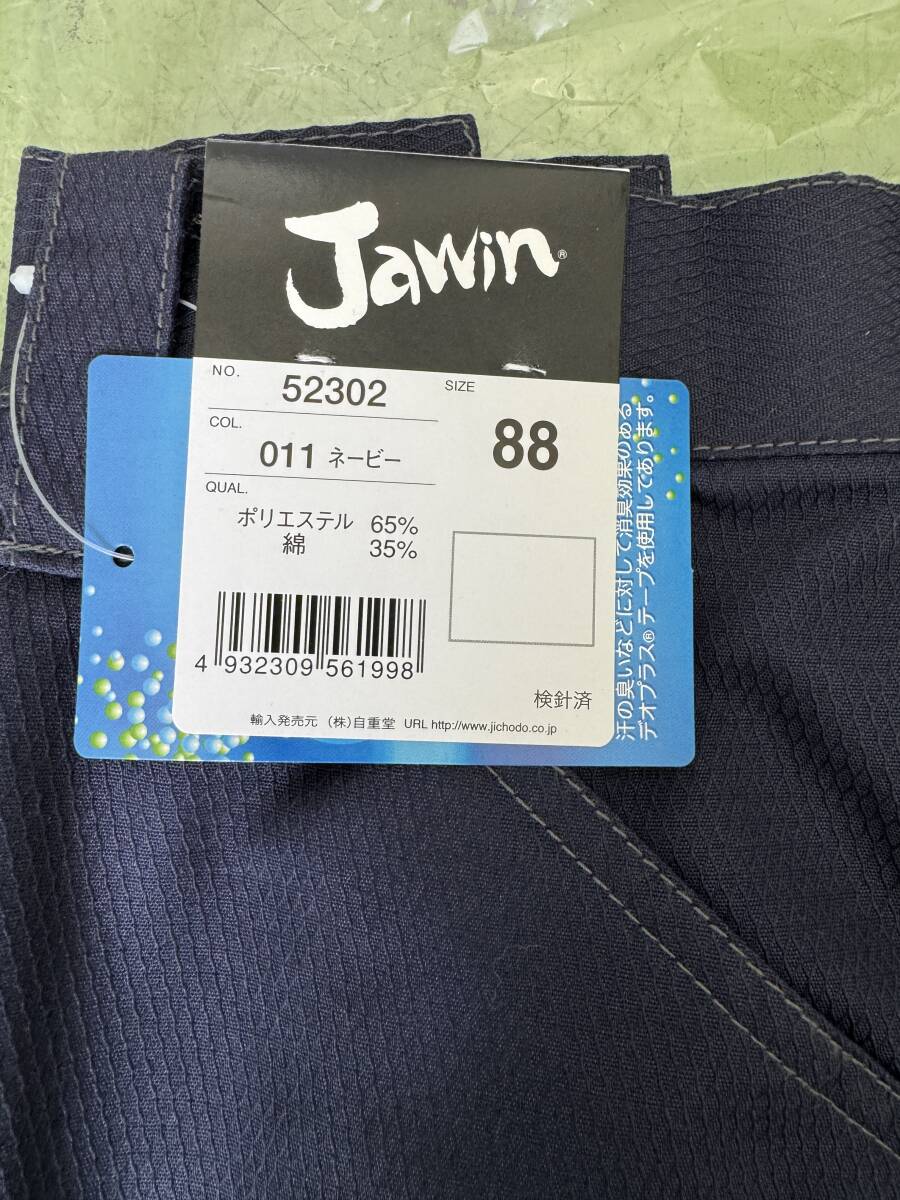 Jawin®
NO. 52302
COL. 011 ネービー
QUAL.
ポリエステル 65%
綿 35%
SIZE
88
4 932309 561998
検針済
輸入発売元 (株)自重堂 URL http://www.jichodo.co.jp
汗の臭いなどに対して消臭効果のある
デオプラス®テープを使用してあります。